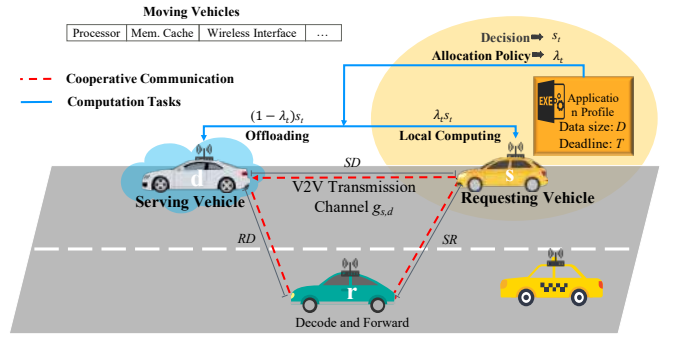 Moving Vehicles
Processor Mem. Cache Wireless Interface …
Decision s_t
Allocation Policy λ_t
Cooperative Communication
Computation Tasks
EXE
Applicatio
n Profile
Data size: D
Deadline: T
(1 − λ_t)s_t
λ_t s_t
Offloading
Local Computing
SD
d
s
V2V Transmission
Channel g_{s,d}
Serving Vehicle
Requesting Vehicle
RD
SR
r
Decode and Forward